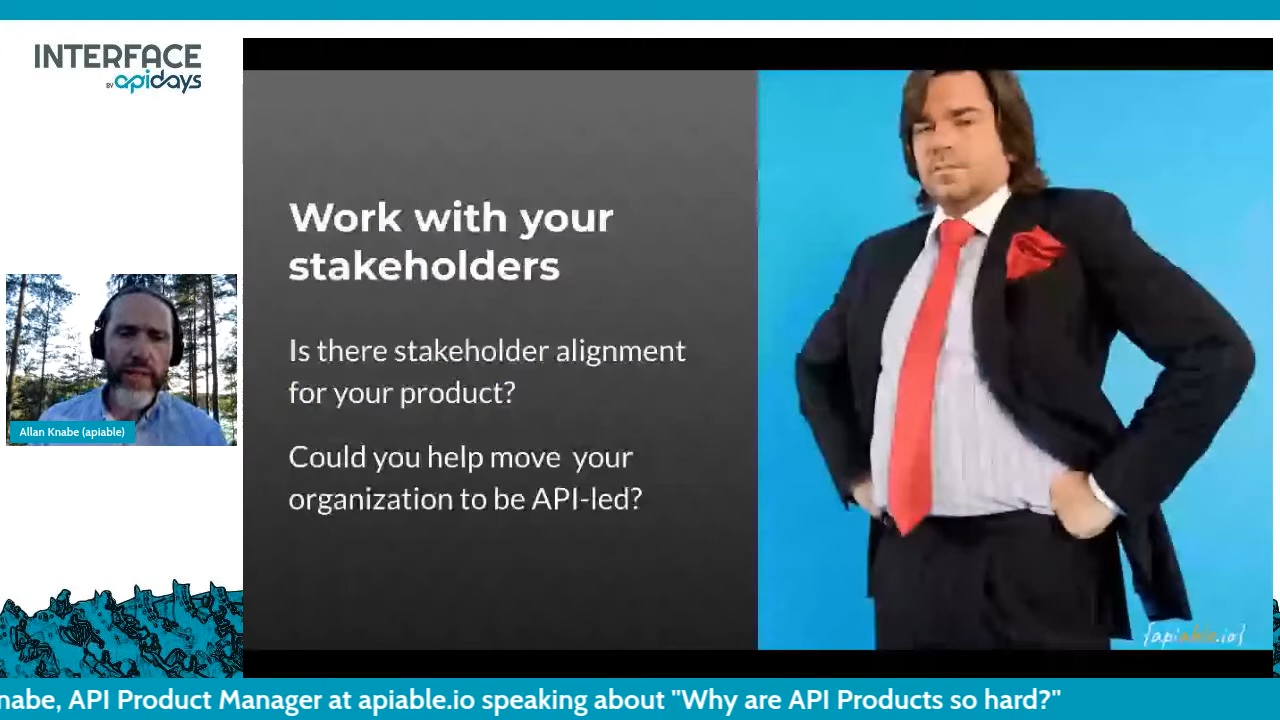 INTERFACE
BY apidays
Work with your
stakeholders
Is there stakeholder alignment
for your product?
Could you help move your
organization to be API-led?
Allan Knabe (apiable)
{apiable.io}
nabe, API Product Manager at apiable.io speaking about "Why are API Products so hard?"